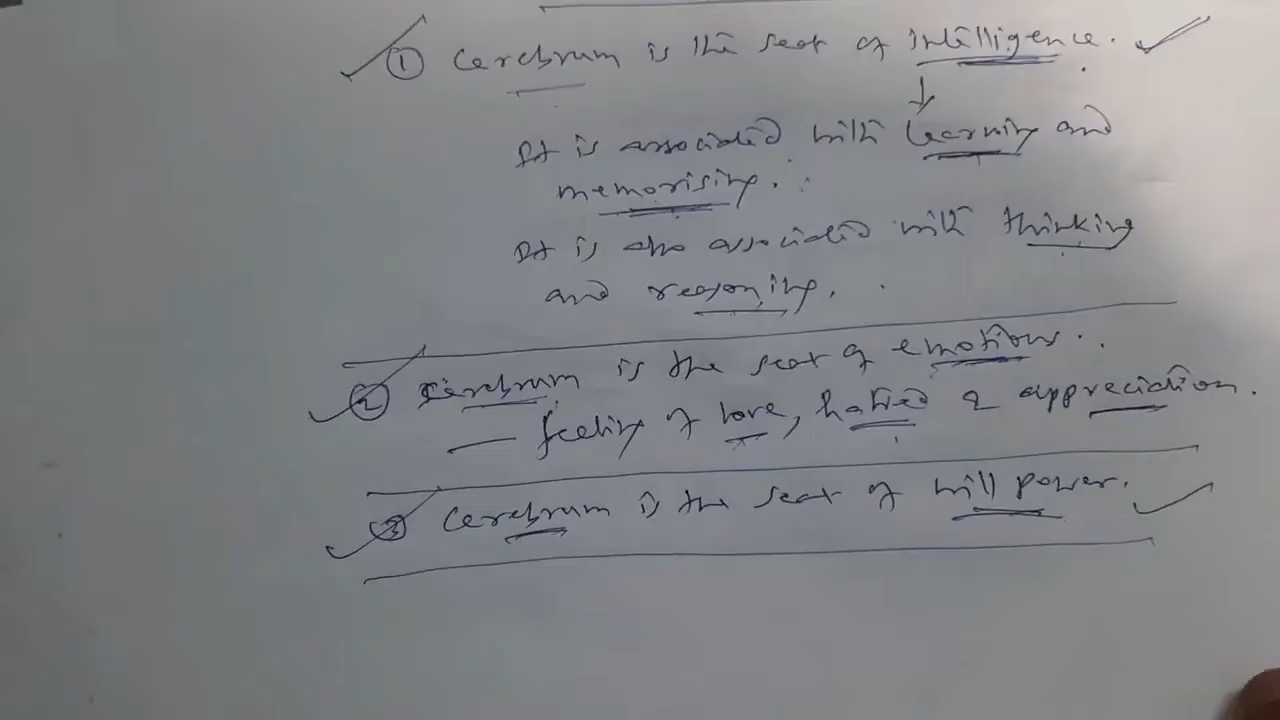 ① Cerebrum is the seat of intelligence.
It is associated with learning and
memorising.
It is also associated with thinking
and reasoning.
② Cerebrum is the seat of emotions.
— feeling of love, hatred & appreciation.
③ Cerebrum is the seat of will power.